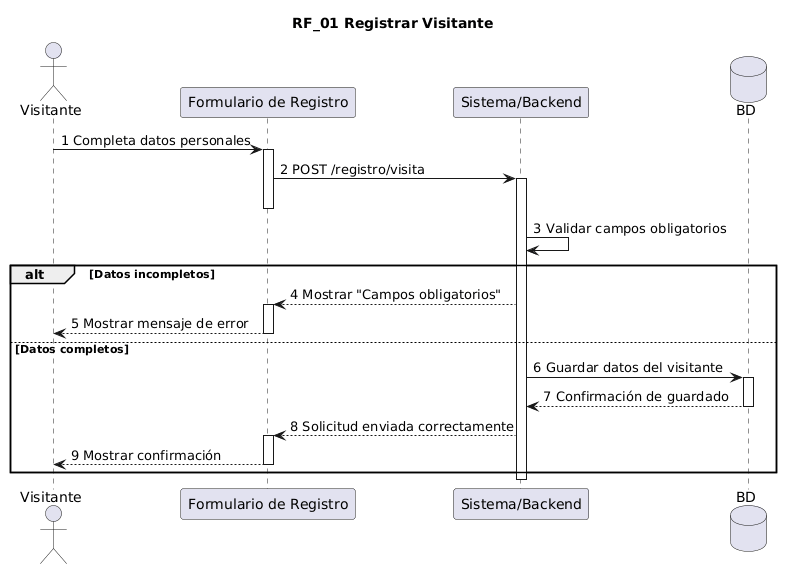 RF_01 Registrar Visitante
Visitante
Formulario de Registro
Sistema/Backend
BD
1 Completa datos personales
2 POST /registro/visita
3 Validar campos obligatorios
alt [Datos incompletos]
4 Mostrar "Campos obligatorios"
5 Mostrar mensaje de error
[Datos completos]
6 Guardar datos del visitante
7 Confirmación de guardado
8 Solicitud enviada correctamente
9 Mostrar confirmación
Visitante
Formulario de Registro
Sistema/Backend
BD